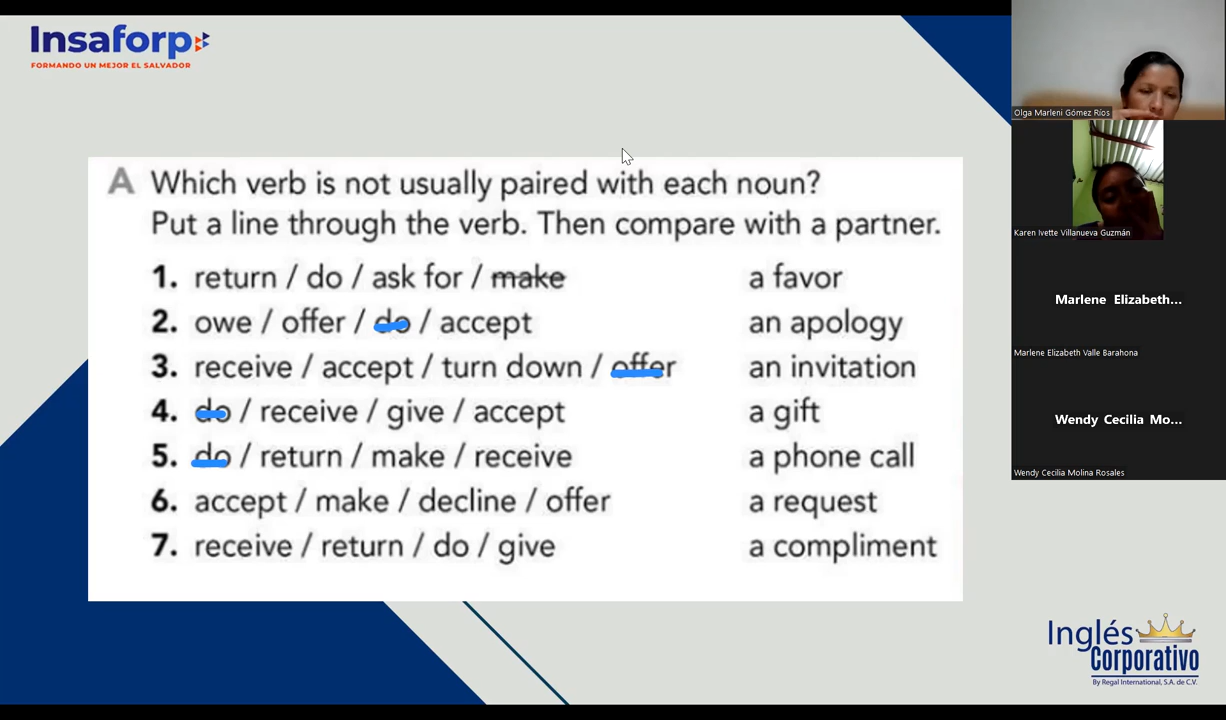 Insaforp
FORMANDO UN MEJOR EL SALVADOR
A Which verb is not usually paired with each noun?
Put a line through the verb. Then compare with a partner.
1. return / do / ask for / make a favor
2. owe / offer / do / accept an apology
3. receive / accept / turn down / offer an invitation
4. do / receive / give / accept a gift
5. do / return / make / receive a phone call
6. accept / make / decline / offer a request
7. receive / return / do / give a compliment
Olga Marleni Gómez Ríos
Karen Ivette Villanueva Guzmán
Marlene Elizabeth...
Marlene Elizabeth Valle Barahona
Wendy Cecilia Mo...
Wendy Cecilia Molina Rosales
Inglés
Corporativo
By Regal International, S.A. de C.V.